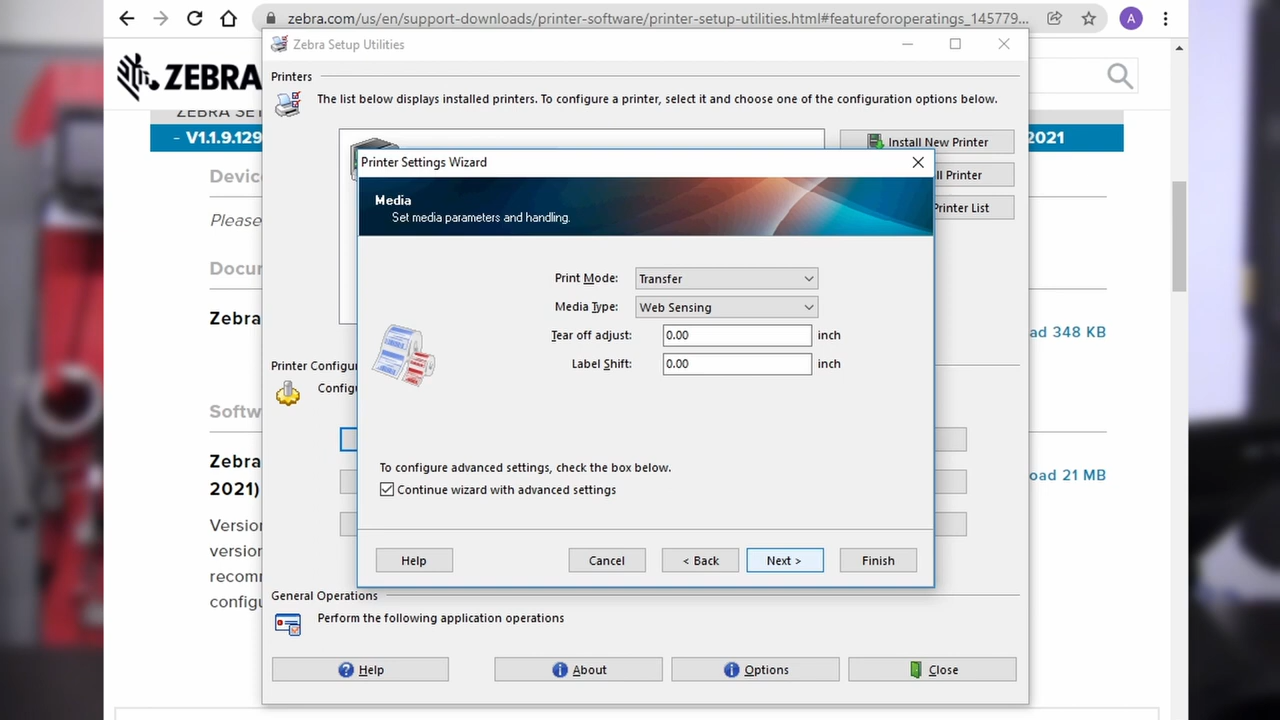 zebra.com/us/en/support-downloads/printer-software/printer-setup-utilities.html#featureforoperatings_145779...
A
ZEBRA
Zebra Setup Utilities
Printers
The list below displays installed printers. To configure a printer, select it and choose one of the configuration options below.
ZEBRA SET
- V1.1.9.129
2021
Install New Printer
ll Printer
Printer List
Printer Settings Wizard
Media
Set media parameters and handling.
Print Mode: Transfer
Media Type: Web Sensing
Tear off adjust: 0.00 inch
Label Shift: 0.00 inch
To configure advanced settings, check the box below.
Continue wizard with advanced settings
Help
Cancel
< Back
Next >
Finish
Devic
Please
Docu
Zebra
ad 348 KB
Printer Configu
Config
Softw
Zebra
2021)
oad 21 MB
Version
version
recomm
configu
General Operations
Perform the following application operations
Help
About
Options
Close